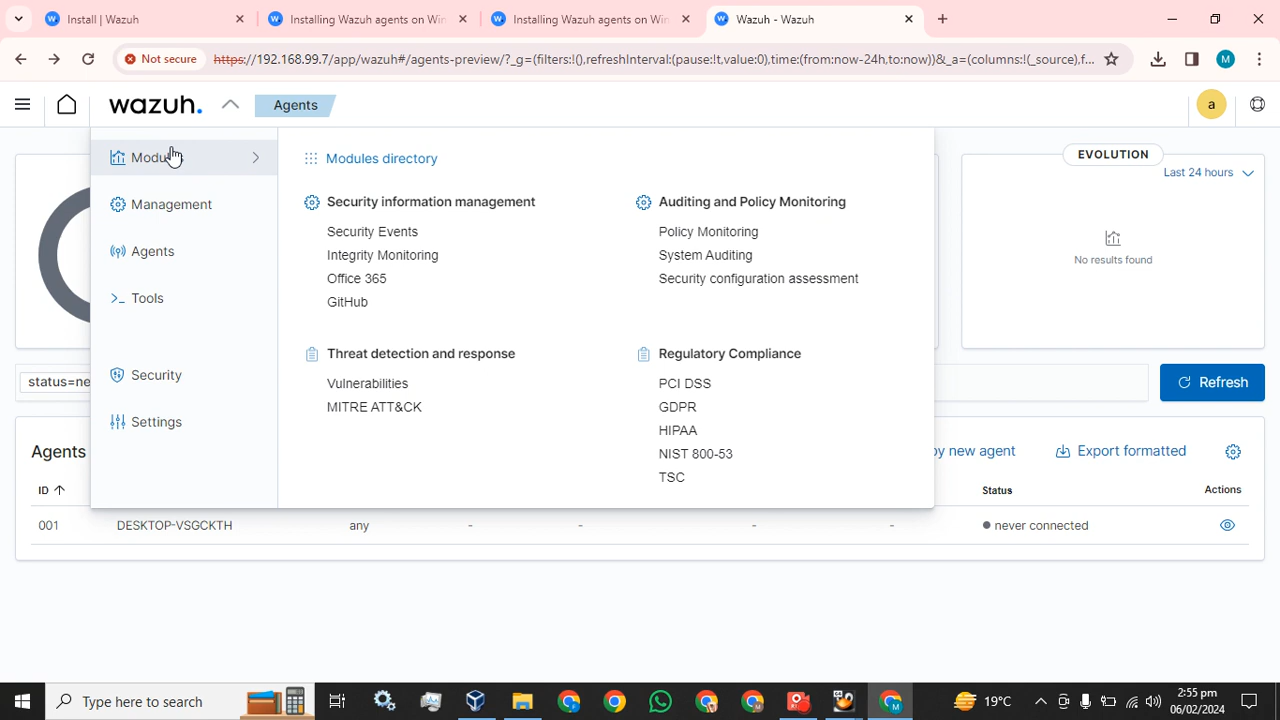 Install | Wazuh
Installing Wazuh agents on Win
Installing Wazuh agents on Win
Wazuh - Wazuh
Not secure
https://192.168.99.7/app/wazuh#/agents-preview/?_g=(filters:!(),refreshInterval:(pause:!t,value:0),time:(from:now-24h,to:now))&_a=(columns:!(_source),f...
M
wazuh.
Agents
a
Modules directory
EVOLUTION
Last 24 hours
Management
Security information management
Auditing and Policy Monitoring
Security Events
Policy Monitoring
Agents
Integrity Monitoring
System Auditing
No results found
Office 365
Security configuration assessment
Tools
GitHub
Threat detection and response
Regulatory Compliance
Security
Vulnerabilities
PCI DSS
status=ne
Refresh
MITRE ATT&CK
GDPR
Settings
HIPAA
Agents
NIST 800-53
oy new agent
Export formatted
TSC
ID
Status
Actions
001
DESKTOP-VSGCKTH
any
-
-
-
-
never connected
Type here to search
19°C
2:55 pm
06/02/2024